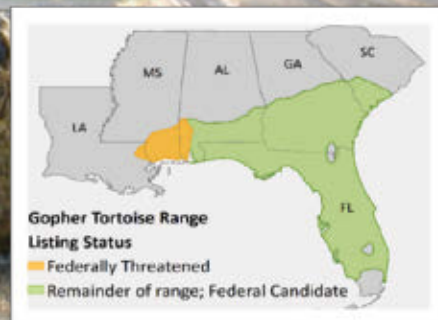 SC
MS
AL
GA
LA
FL
Gopher Tortoise Range
Listing Status
Federally Threatened
Remainder of range; Federal Candidate